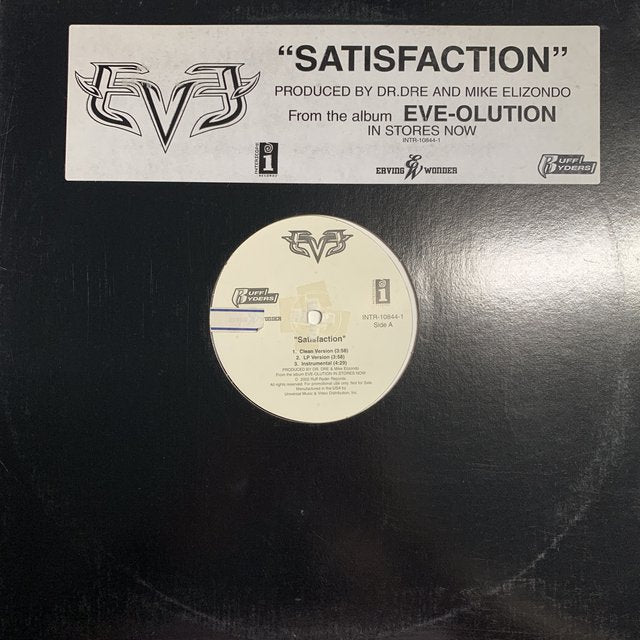 EVE
"SATISFACTION"
PRODUCED BY DR.DRE AND MIKE ELIZONDO
From the album EVE-OLUTION
IN STORES NOW
INTR-10844-1
INTERSCOPE
RECORDS
ERVING WONDER
RUFF
RYDERS
EVE
RUFF
RYDERS
WONDER
INTR-10844-1
Side A
"Satisfaction"
1. Clean Version (3:58)
2. LP Version (3:58)
3. Instrumental (4:29)
PRODUCED BY DR. DRE & Mike Elizondo
From the album EVE-OLUTION IN STORES NOW
© 2002 Ruff Ryder Records.
All rights reserved. For promotional use only. Not for Sale.
Manufactured in the USA by
Universal Music & Video Distribution, Inc.